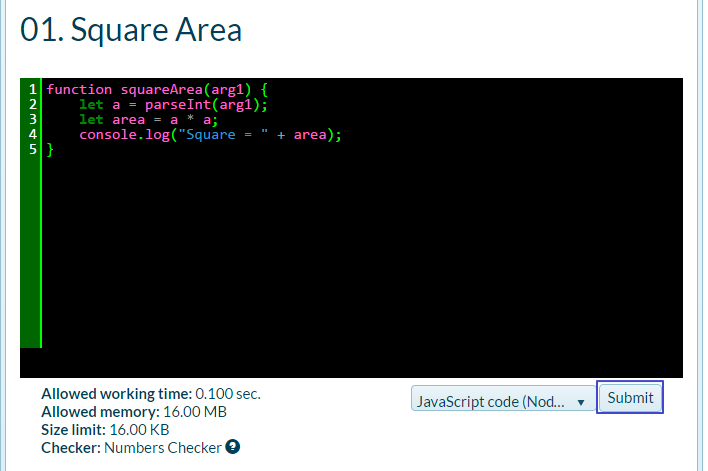 01. Square Area
1 function squareArea(arg1) {
2     let a = parseInt(arg1);
3     let area = a * a;
4     console.log("Square = " + area);
5 }
Allowed working time: 0.100 sec.
Allowed memory: 16.00 MB
Size limit: 16.00 KB
Checker: Numbers Checker ?
JavaScript code (Nod... ▼
Submit